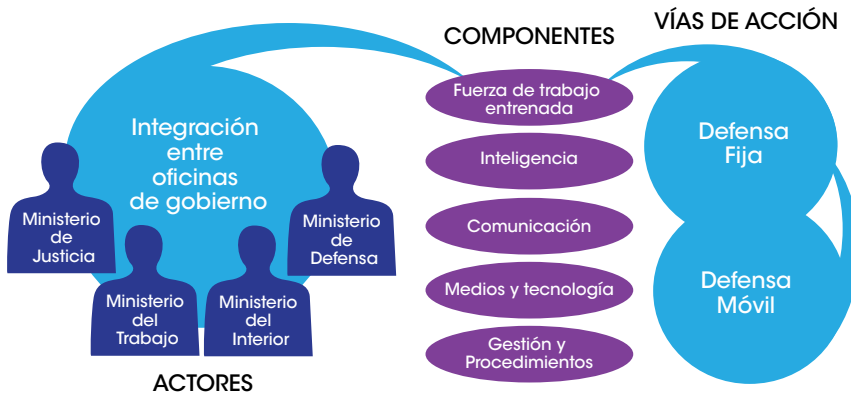 COMPONENTES
VÍAS DE ACCIÓN
Integración
entre
oficinas
de gobierno
Ministerio
de
Justicia
Ministerio
del
Trabajo
Ministerio
del
Interior
Ministerio
de
Defensa
ACTORES
Fuerza de trabajo
entrenada
Inteligencia
Comunicación
Medios y tecnología
Gestión y
Procedimientos
Defensa
Fija
Defensa
Móvil